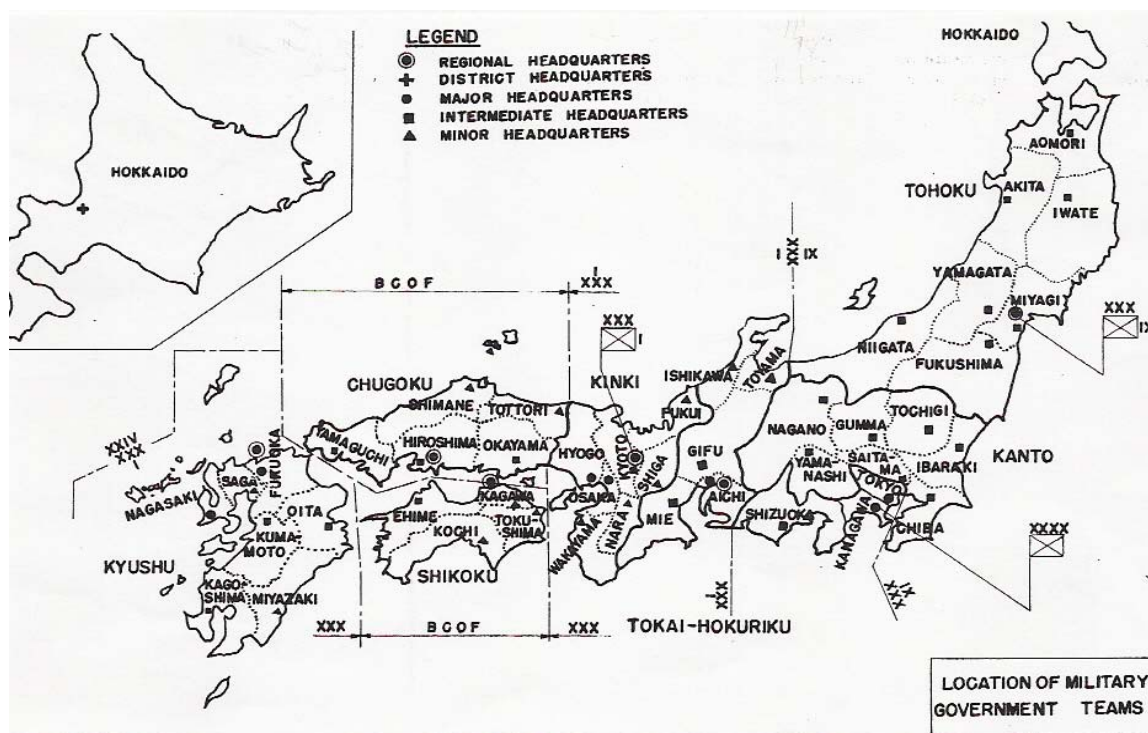 LEGEND
REGIONAL HEADQUARTERS
DISTRICT HEADQUARTERS
MAJOR HEADQUARTERS
INTERMEDIATE HEADQUARTERS
MINOR HEADQUARTERS
HOKKAIDO
HOKKAIDO
AOMORI
TOHOKU
AKITA
IWATE
I XXX IX
YAMAGATA
MIYAGI
XXX
IX
NIIGATA
FUKUSHIMA
BCOF
I
XXX
XXX
I
KINKI
ISHIKAWA
TOYAMA
FUKUI
CHUGOKU
SHIMANE
TOTTORI
YAMAGUCHI
HIROSHIMA
OKAYAMA
HYOGO
KYOTO
SHIGA
GIFU
NAGANO
GUMMA
TOCHIGI
SAITA-
MA
IBARAKI
KANTO
YAMA-
NASHI
TOKYO
XXIV
XXX
I
FUKUOKA
SAGA
NAGASAKI
OITA
KUMA-
MOTO
KYUSHU
KAGO-
SHIMA
MIYAZAKI
EHIME
KAGAWA
KOCHI
TOKU-
SHIMA
SHIKOKU
OSAKA
WAKAYAMA
NARA
MIE
AICHI
SHIZUOKA
KANAGAWA
CHIBA
XXXX
IX
XXX
I
XXX
XXX
BCOF
XXX
TOKAI-HOKURIKU
LOCATION OF MILITARY
GOVERNMENT TEAMS